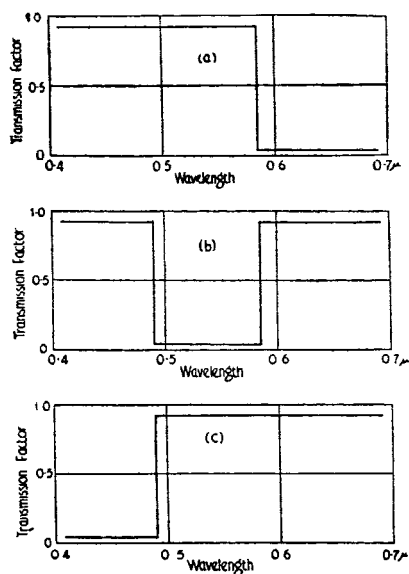 Transmission Factor
1.0
0.5
0
(a)
0.4
0.5
0.6
0.7μ
Wavelength
Transmission Factor
1.0
0.5
0
(b)
0.4
0.5
0.6
0.7μ
Wavelength
Transmission Factor
1.0
0.5
0
(c)
0.4
0.5
0.6
0.7μ
Wavelength